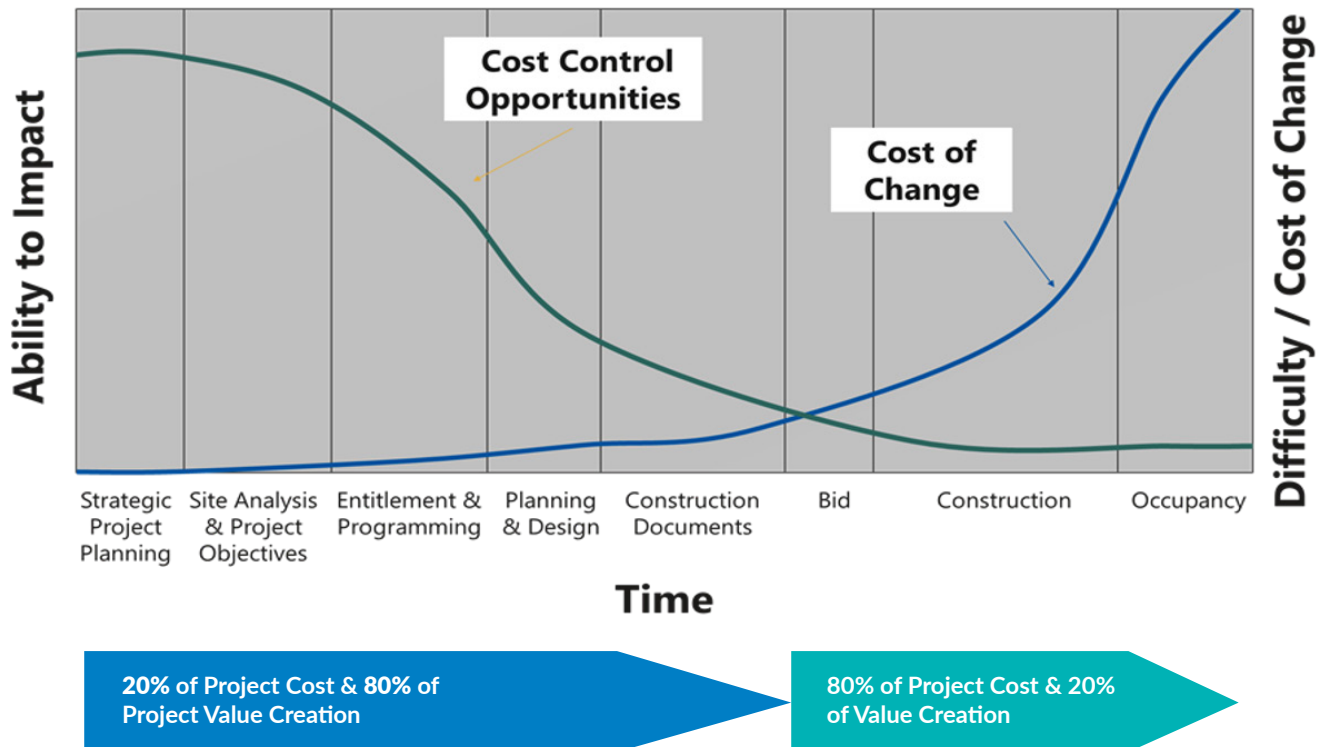 Cost Control
Opportunities
Cost of
Change
Ability to Impact
Difficulty / Cost of Change
Strategic
Project
Planning
Site Analysis
& Project
Objectives
Entitlement &
Programming
Planning
& Design
Construction
Documents
Bid
Construction
Occupancy
Time
20% of Project Cost & 80% of
Project Value Creation
80% of Project Cost & 20%
of Value Creation